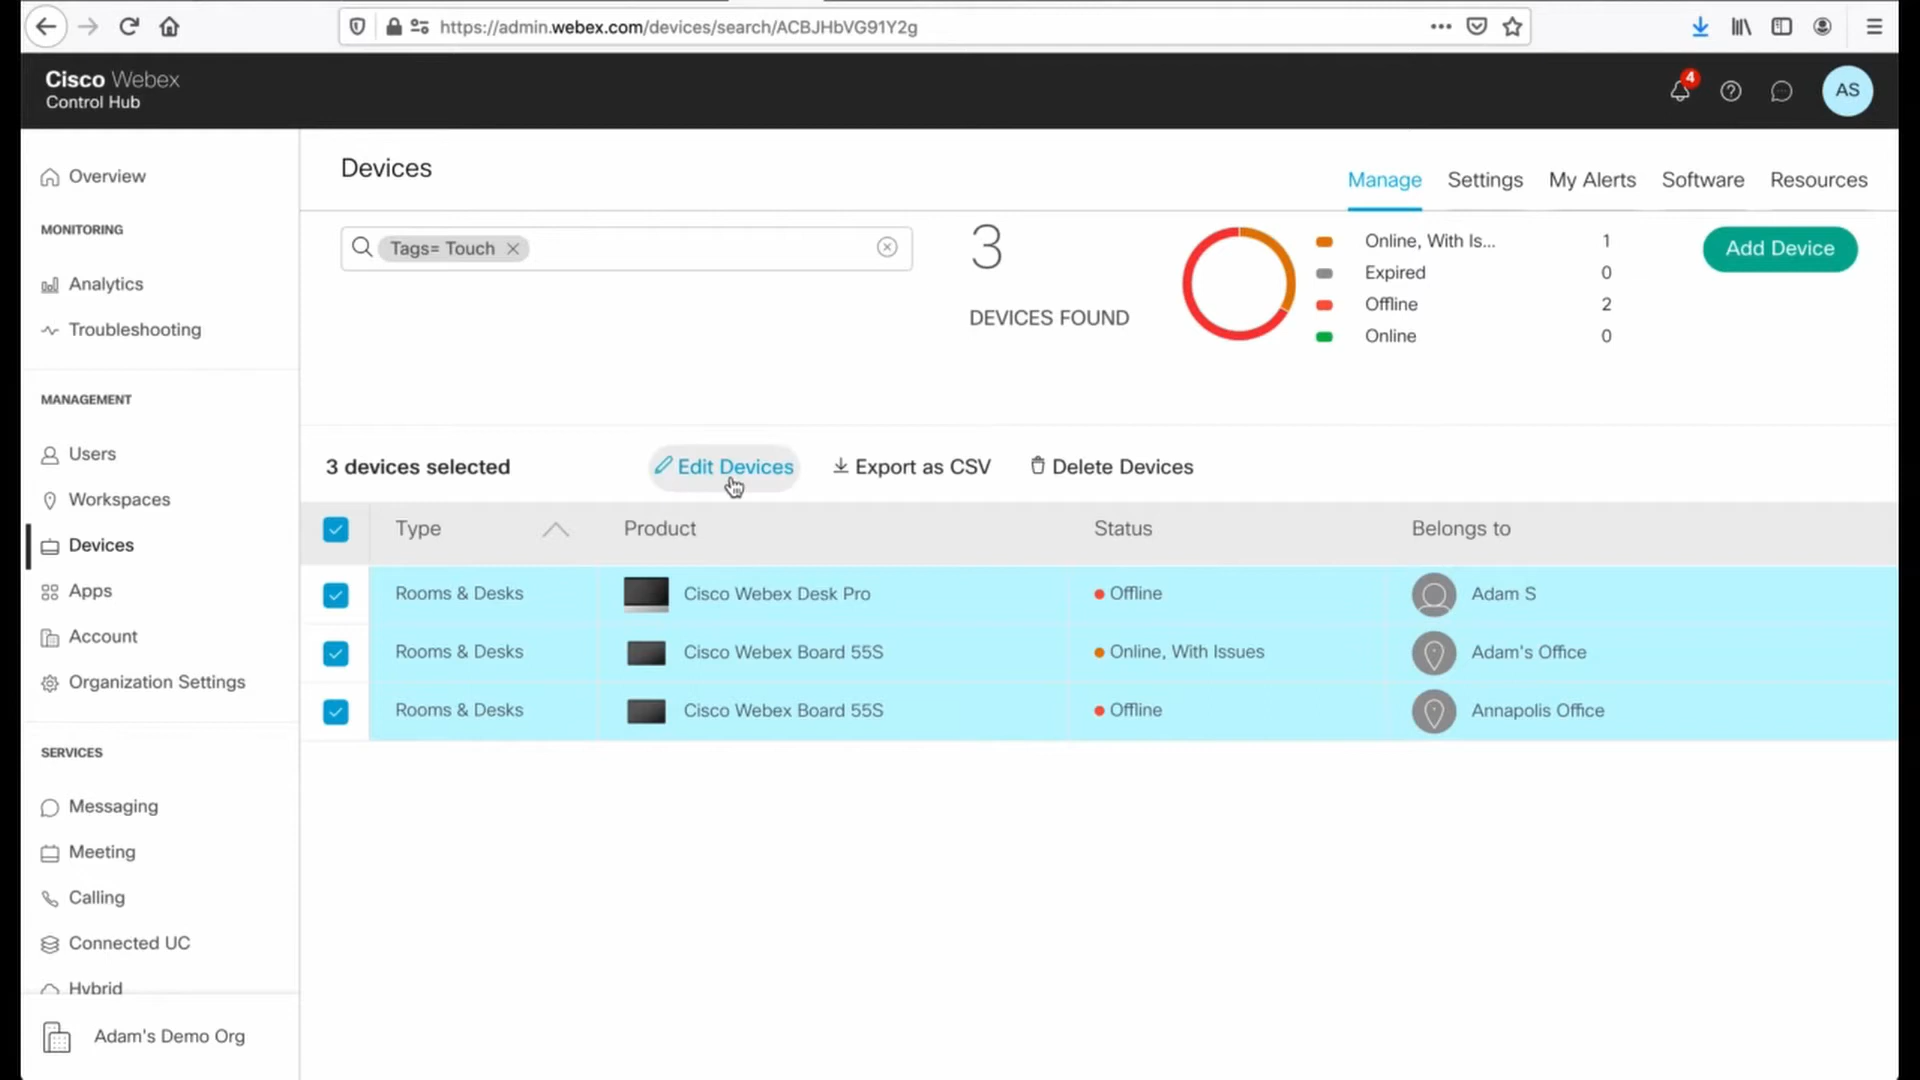 https://admin.webex.com/devices/search/ACBJHbVG91Y2g
Cisco Webex
Control Hub
4
AS
Overview
MONITORING
Analytics
Troubleshooting
MANAGEMENT
Users
Workspaces
Devices
Apps
Account
Organization Settings
SERVICES
Messaging
Meeting
Calling
Connected UC
Hybrid
Adam's Demo Org
Devices
Manage Settings My Alerts Software Resources
Tags= Touch
3
DEVICES FOUND
Online, With Is... 1
Expired 0
Offline 2
Online 0
Add Device
3 devices selected Edit Devices Export as CSV Delete Devices
Type Product Status Belongs to
Rooms & Desks Cisco Webex Desk Pro Offline Adam S
Rooms & Desks Cisco Webex Board 55S Online, With Issues Adam's Office
Rooms & Desks Cisco Webex Board 55S Offline Annapolis Office